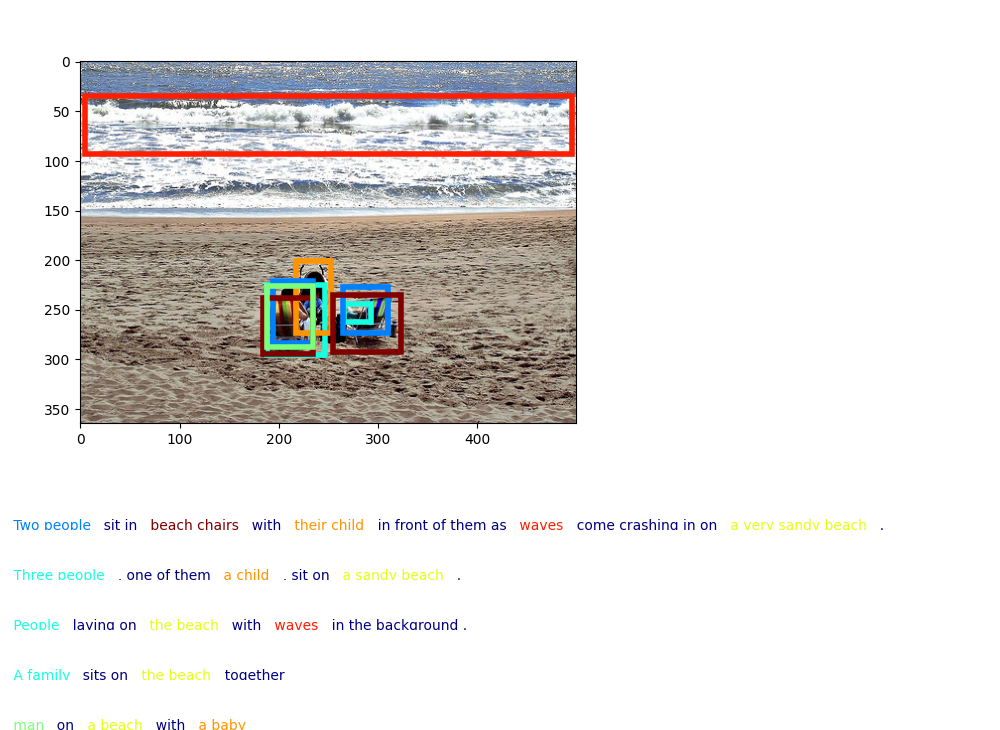 0
50
100
150
200
250
300
350
0 100 200 300 400
Two people sit in beach chairs with their child in front of them as waves come crashing in on a very sandy beach .
Three people , one of them a child , sit on a sandy beach .
People laying on the beach with waves in the background .
A family sits on the beach together
man on a beach with a baby